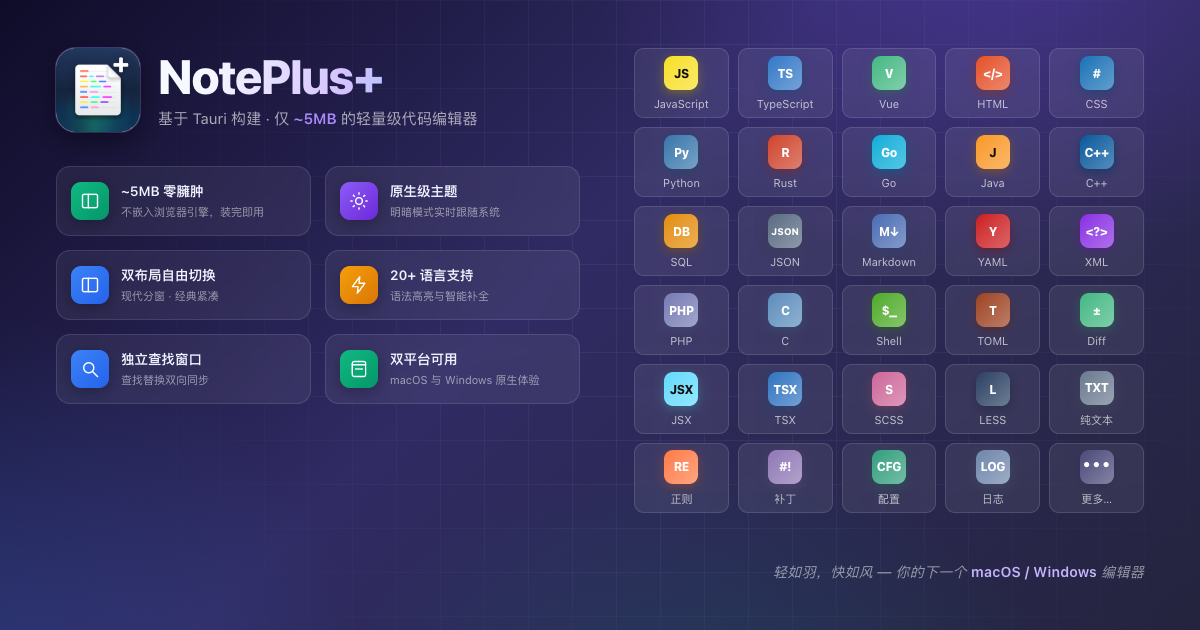 NotePlus+
基于 Tauri 构建 · 仅 ~5MB 的轻量级代码编辑器
~5MB 零臃肿
不嵌入浏览器引擎，装完即用
原生级主题
明暗模式实时跟随系统
双布局自由切换
现代分窗 · 经典紧凑
20+ 语言支持
语法高亮与智能补全
独立查找窗口
查找替换双向同步
双平台可用
macOS 与 Windows 原生体验
JS
JavaScript
TS
TypeScript
V
Vue
</>
HTML
#
CSS
Py
Python
R
Rust
Go
Go
J
Java
C++
C++
DB
SQL
JSON
JSON
M↓
Markdown
Y
YAML
<?>
XML
PHP
PHP
C
C
$_
Shell
T
TOML
±
Diff
JSX
JSX
TSX
TSX
S
SCSS
L
LESS
TXT
纯文本
RE
正则
#!
补丁
CFG
配置
LOG
日志
•••
更多...
轻如羽，快如风 — 你的下一个 macOS / Windows 编辑器